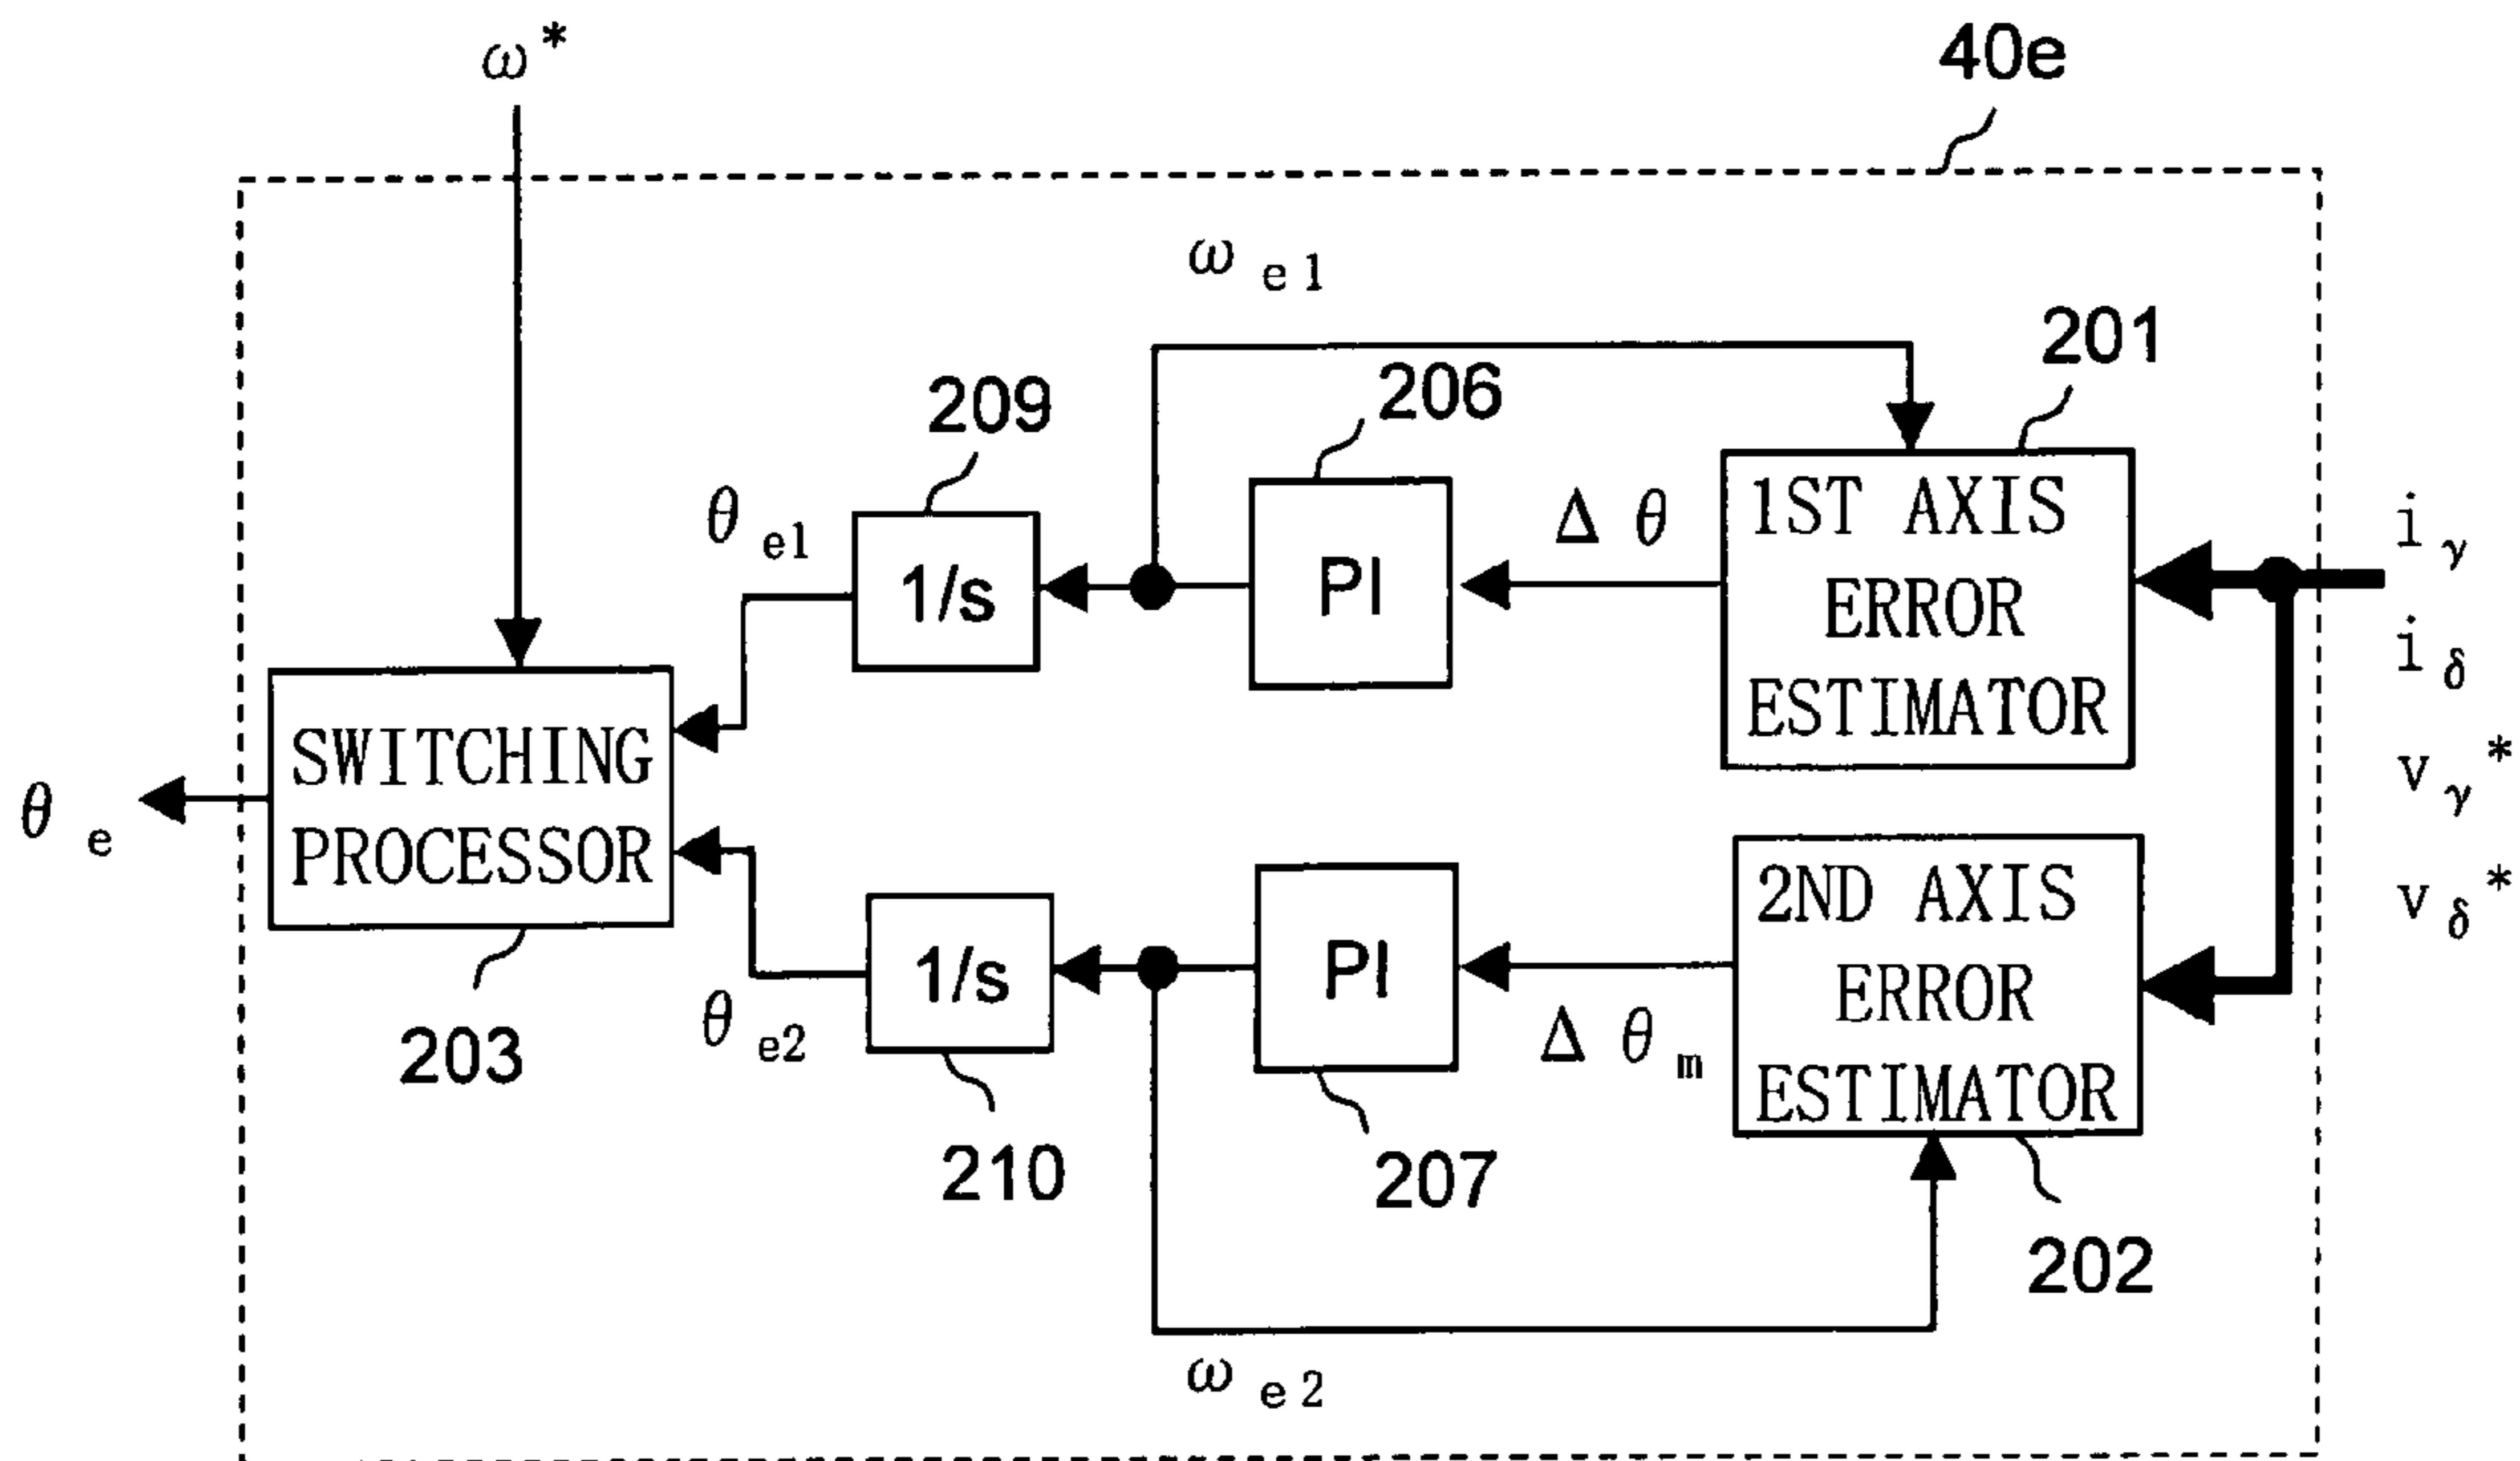 ω*
40e
ω e1
201
206
209
θ e1
1/s
PI
Δ θ
1ST AXIS
ERROR
ESTIMATOR
i γ
i δ
v γ *
v δ *
SWITCHING
PROCESSOR
θ e
203
θ e2
1/s
210
PI
207
Δ θ m
2ND AXIS
ERROR
ESTIMATOR
202
ω e2